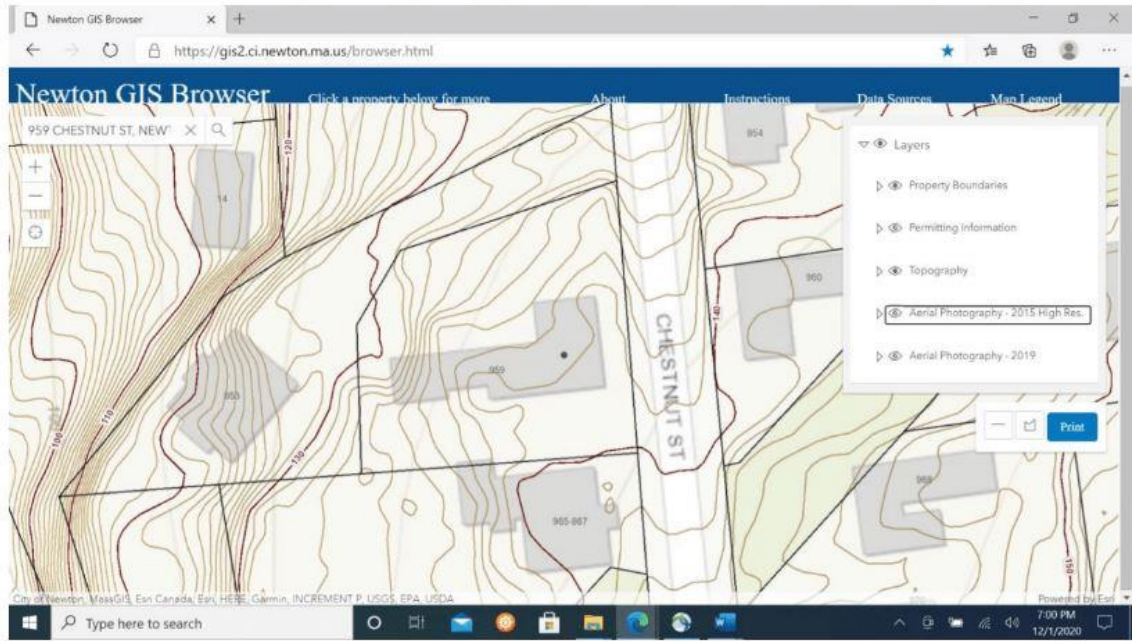 Newton GIS Browser
https://gis2.ci.newton.ma.us/browser.html
Newton GIS Browser
Click a property below for more
About
Instructions
Data Sources
Map Legend
959 CHESTNUT ST, NEW
Layers
Property Boundaries
Permitting Information
Topography
Aerial Photography - 2015 High Res.
Aerial Photography - 2019
Print
854
120
14
960
140
CHESTNUT ST
959
110
100
130
965-967
150
City of Newton, MassGIS, Esri Canada, Esri, HERE, Garmin, INCREMENT P, USGS, EPA, USDA
Powered by Esri
Type here to search
7:00 PM
12/1/2020